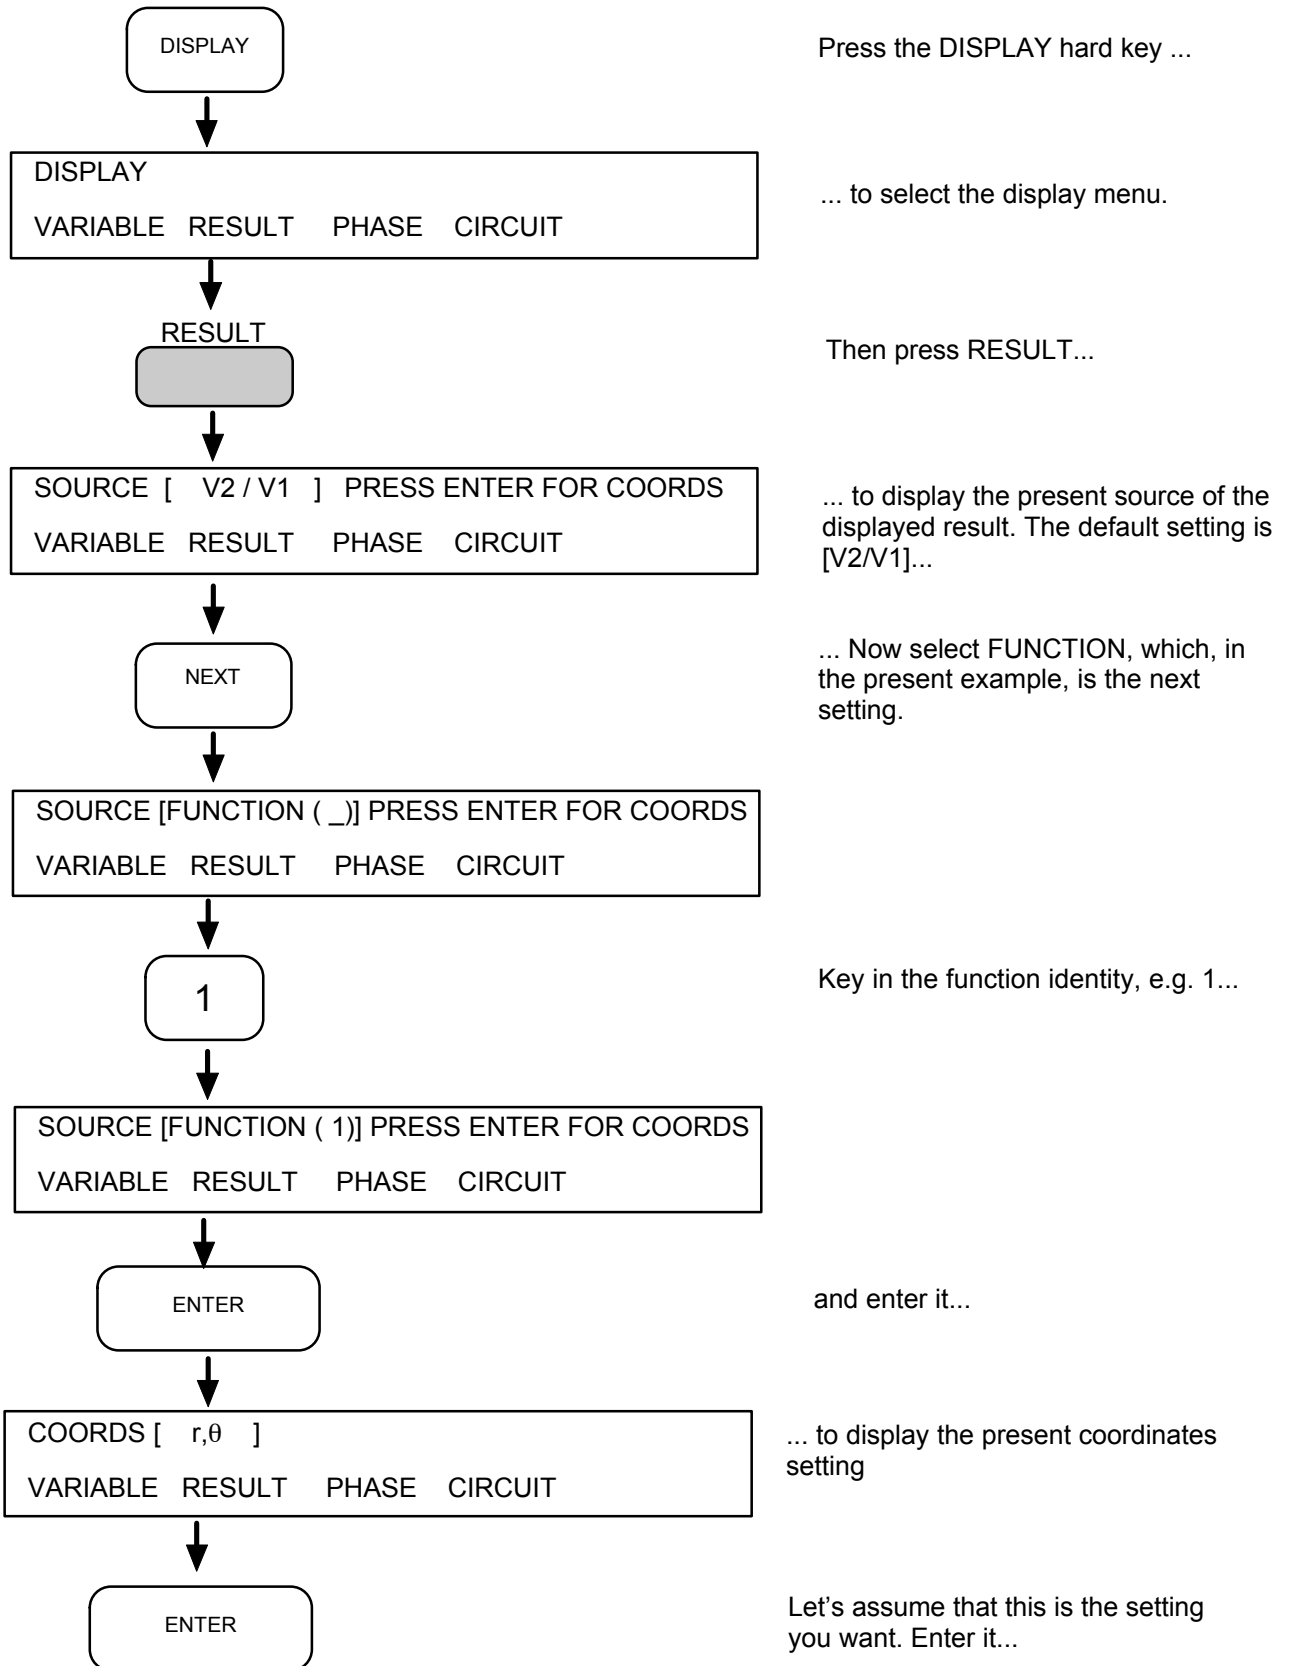 DISPLAY
Press the DISPLAY hard key ...
DISPLAY
VARIABLE RESULT PHASE CIRCUIT
... to select the display menu.
RESULT
Then press RESULT...
SOURCE [ V2 / V1 ] PRESS ENTER FOR COORDS
VARIABLE RESULT PHASE CIRCUIT
... to display the present source of the
displayed result. The default setting is
[V2/V1]...
NEXT
... Now select FUNCTION, which, in
the present example, is the next
setting.
SOURCE [FUNCTION ( _)] PRESS ENTER FOR COORDS
VARIABLE RESULT PHASE CIRCUIT
1
Key in the function identity, e.g. 1...
SOURCE [FUNCTION ( 1)] PRESS ENTER FOR COORDS
VARIABLE RESULT PHASE CIRCUIT
ENTER
and enter it...
COORDS [ r,θ ]
VARIABLE RESULT PHASE CIRCUIT
... to display the present coordinates
setting
ENTER
Let’s assume that this is the setting
you want. Enter it...